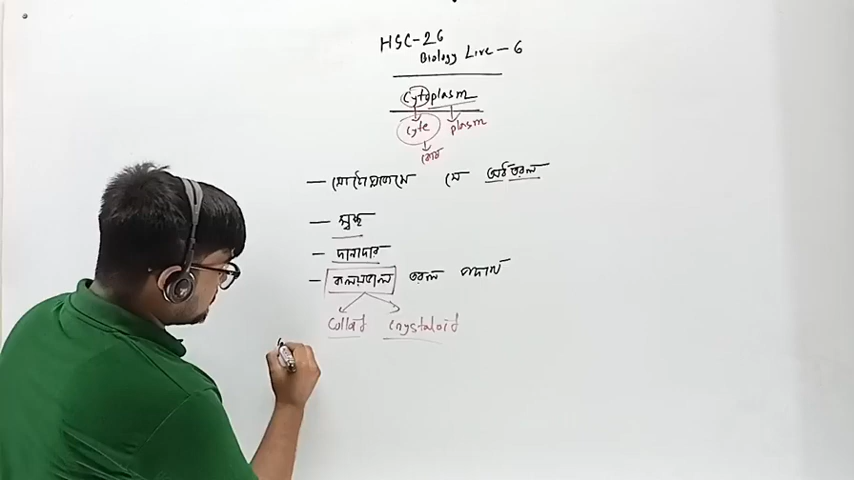 HSC-26
Biology Live-6
Cytoplasm
cyte plasm
কোষ
— প্রোটোপ্লাজমে যে অর্ধতরল
— স্বচ্ছ
— দানাদার
— কলয়ডাল তরল পদার্থ
Colloid Crystaloid